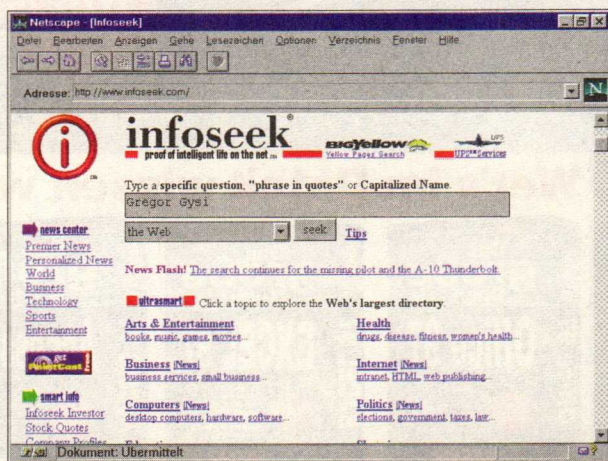 Netscape - [Infoseek]
Datei Bearbeiten Anzeigen Gehe Lesezeichen Optionen Verzeichnis Fenster Hilfe
Adresse: http://www.infoseek.com/
N
infoseek®
proof of intelligent life on the net
BIGYellow
Yellow Pages Search
UPS
UPS Services
Type a specific question, "phrase in quotes" or Capitalized Name.
Gregor Gysi
the Web seek Tips
news center
Premier News
Personalized News
World
Business
Technology
Sports
Entertainment
get PointCast free
smart info
Infoseek Investor
Stock Quotes
Company Profiles
News Flash! The search continues for the missing pilot and the A-10 Thunderbolt.
ultrasmart Click a topic to explore the Web's largest directory.
Arts & Entertainment
books, music, games, movies...
Health
drugs, disease, fitness, women's health...
Business [News]
business services, small business...
Internet [News]
intranet, HTML, web publishing...
Computers [News]
desktop computers, hardware, software...
Politics [News]
elections, government, taxes, law...
Dokument: Übermittelt